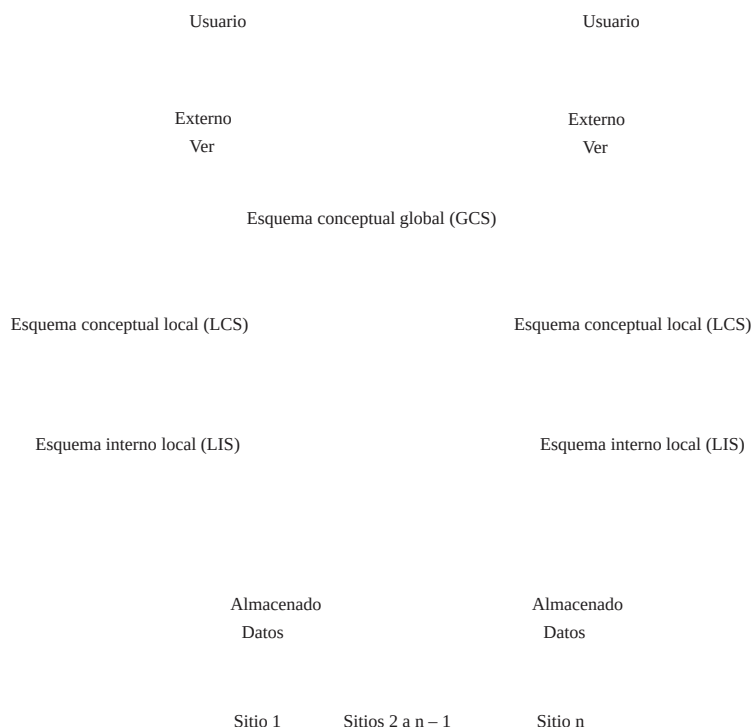 Usuario
Usuario
Externo
Ver
Externo
Ver
Esquema conceptual global (GCS)
Esquema conceptual local (LCS)
Esquema conceptual local (LCS)
Esquema interno local (LIS)
Esquema interno local (LIS)
Almacenado
Datos
Almacenado
Datos
Sitio 1
Sitios 2 a n – 1
Sitio n